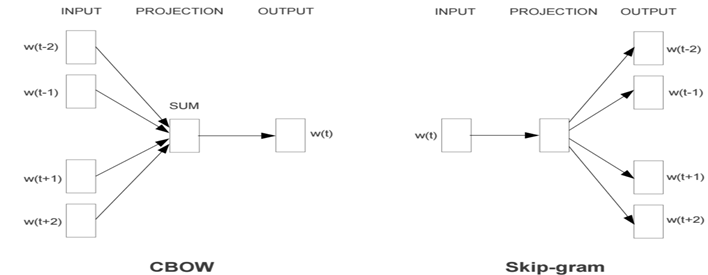 INPUT PROJECTION OUTPUT
w(t-2)
w(t-1)
SUM
w(t)
w(t+1)
w(t+2)
CBOW
INPUT PROJECTION OUTPUT
w(t-2)
w(t-1)
w(t)
w(t+1)
w(t+2)
Skip-gram